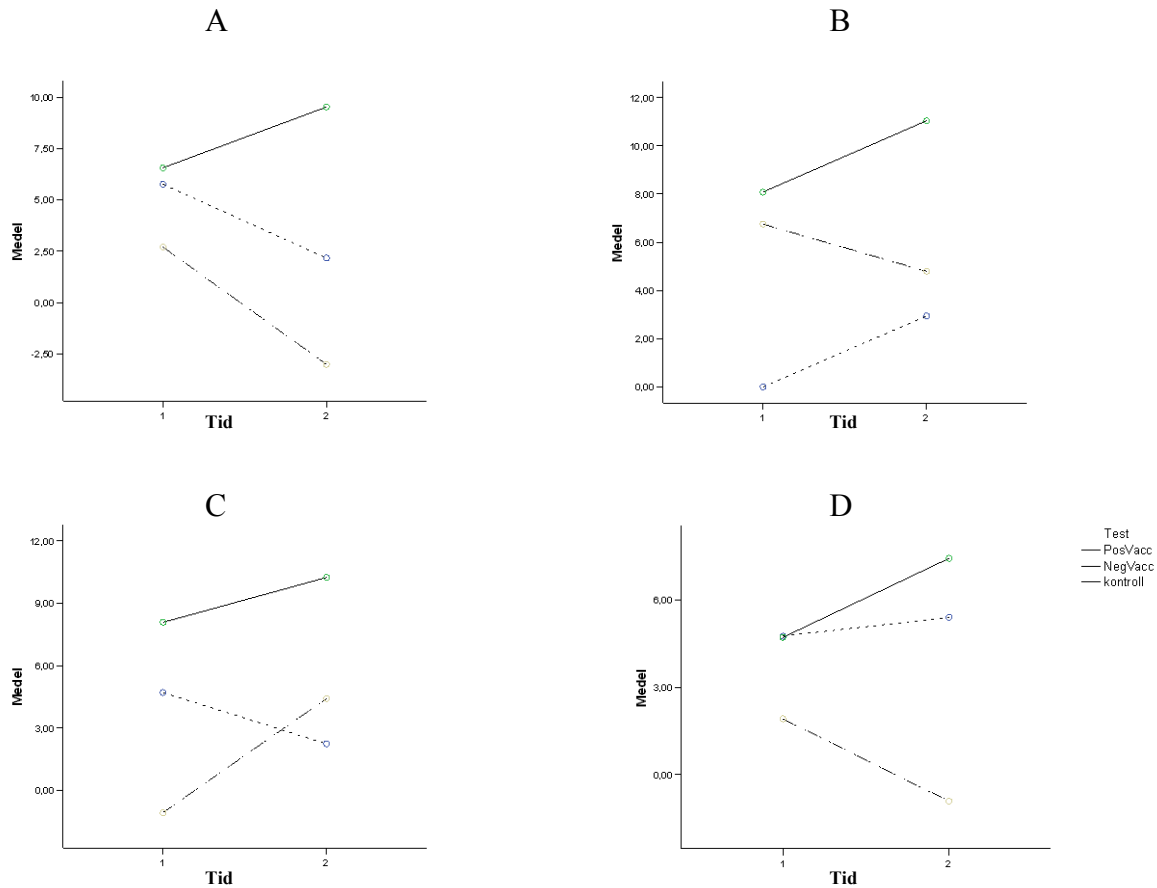 A
10,00
7,50
5,00
2,50
0,00
-2,50
Medel
1 2
Tid
B
12,00
10,00
8,00
6,00
4,00
2,00
0,00
Medel
1 2
Tid
C
12,00
9,00
6,00
3,00
0,00
Medel
1 2
Tid
D
6,00
3,00
0,00
Medel
1 2
Tid
Test
PosVacc
NegVacc
kontroll